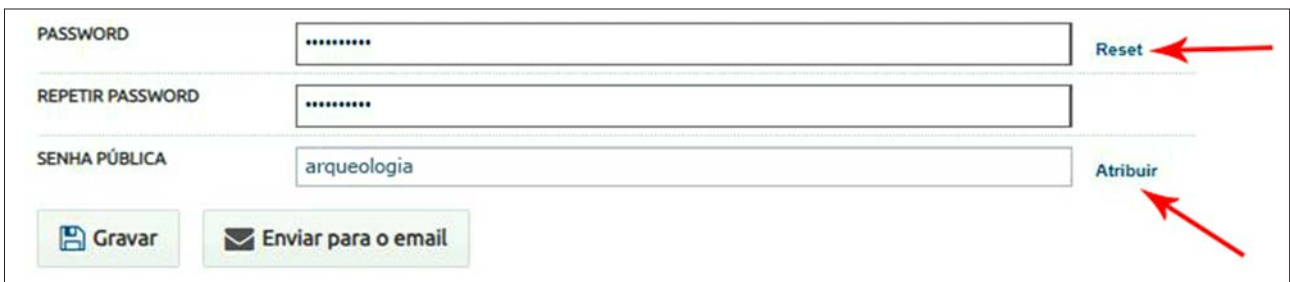 PASSWORD
•••••••••• Reset
REPETIR PASSWORD
••••••••••
SENHA PÚBLICA
arqueologia Atribuir
Gravar Enviar para o email